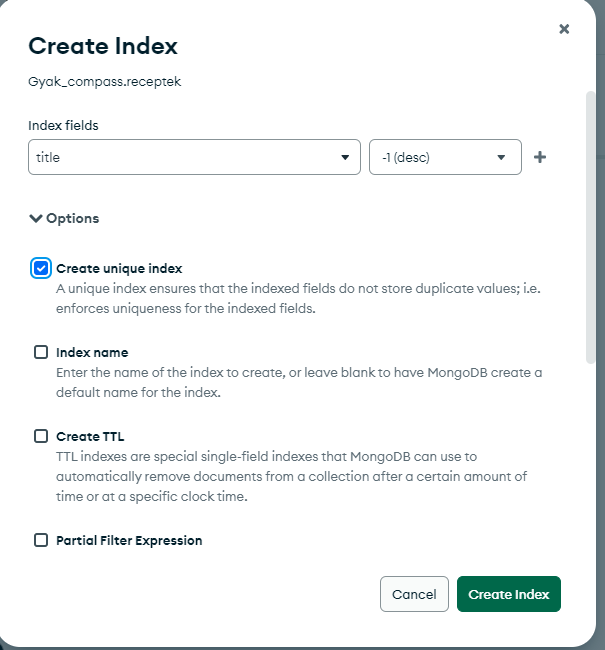 Create Index
Gyak_compass.receptek
Index fields
title
-1 (desc)
Options
Create unique index
A unique index ensures that the indexed fields do not store duplicate values; i.e.
enforces uniqueness for the indexed fields.
Index name
Enter the name of the index to create, or leave blank to have MongoDB create a
default name for the index.
Create TTL
TTL indexes are special single-field indexes that MongoDB can use to
automatically remove documents from a collection after a certain amount of
time or at a specific clock time.
Partial Filter Expression
Cancel
Create Index